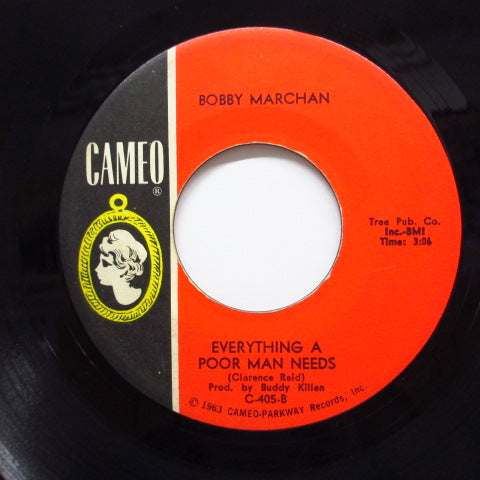 BOBBY MARCHAN
CAMEO
®
Tree Pub. Co.
Inc.-BMI
Time: 3:06
EVERYTHING A
POOR MAN NEEDS
(Clarence Reid)
Prod. by Buddy Killen
C-405-B
© 1963 CAMEO-PARKWAY Records, Inc.